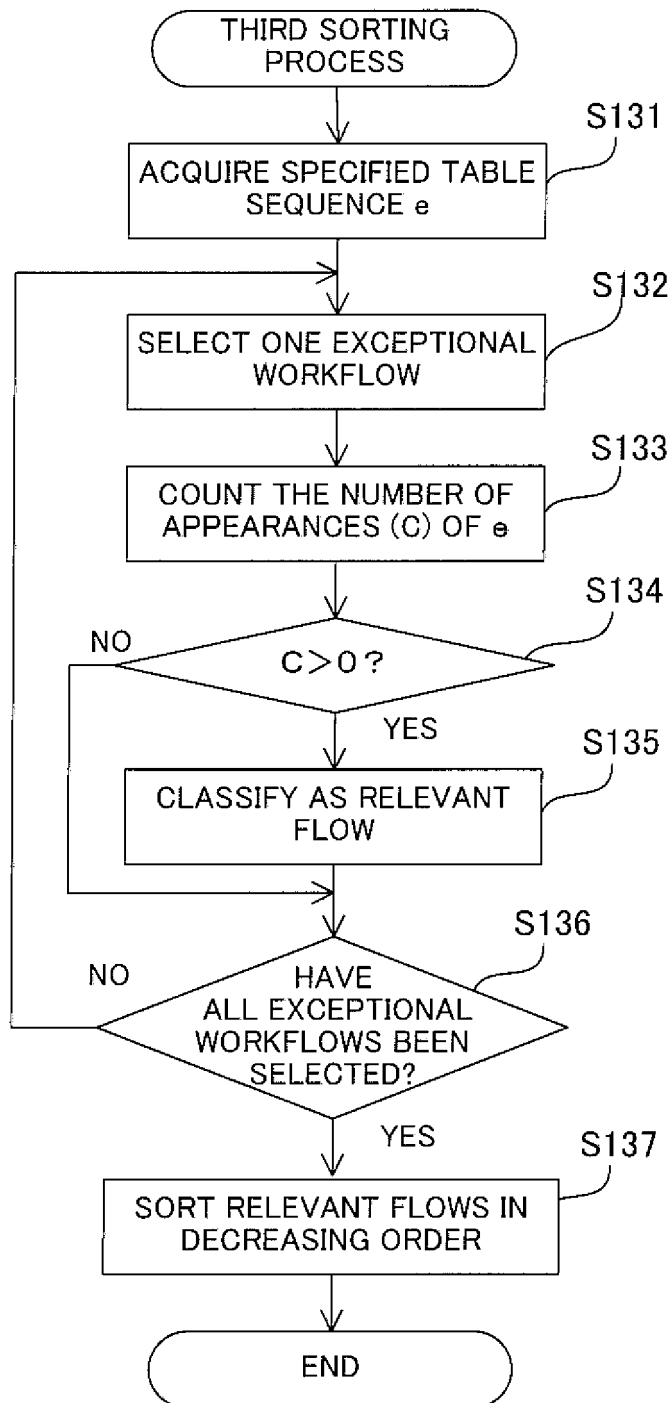 THIRD SORTING
PROCESS
S131
ACQUIRE SPECIFIED TABLE
SEQUENCE e
S132
SELECT ONE EXCEPTIONAL
WORKFLOW
S133
COUNT THE NUMBER OF
APPEARANCES (C) OF e
S134
NO
C>0?
YES
S135
CLASSIFY AS RELEVANT
FLOW
S136
NO
HAVE
ALL EXCEPTIONAL
WORKFLOWS BEEN
SELECTED?
YES
S137
SORT RELEVANT FLOWS IN
DECREASING ORDER
END